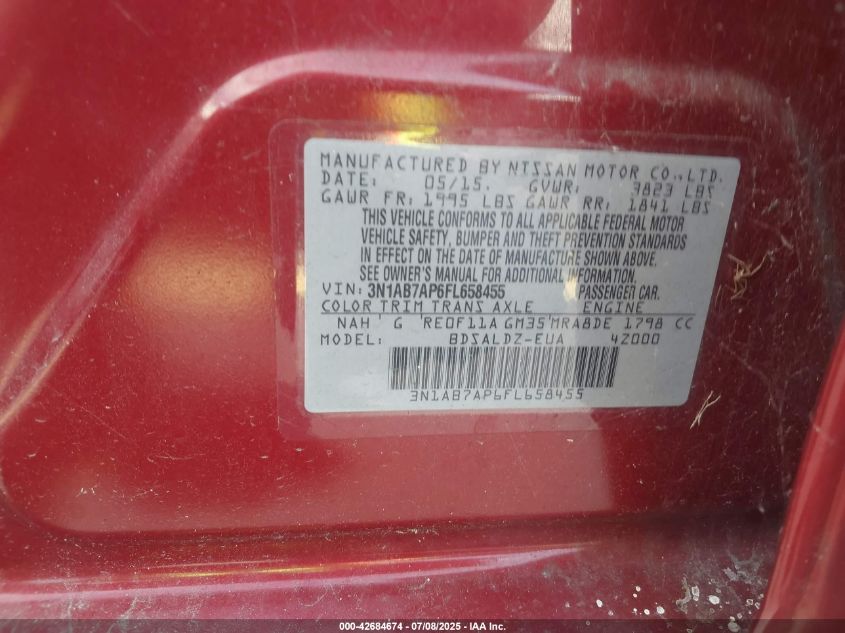 MANUFACTURED BY NISSAN MOTOR CO.,LTD.
DATE: 05/15. GVWR: 3823 LBS
GAWR FR: 1995 LBS GAWR RR: 1841 LBS
THIS VEHICLE CONFORMS TO ALL APPLICABLE FEDERAL MOTOR
VEHICLE SAFETY, BUMPER AND THEFT PREVENTION STANDARDS
IN EFFECT ON THE DATE OF MANUFACTURE SHOWN ABOVE.
SEE OWNER'S MANUAL FOR ADDITIONAL INFORMATION.
VIN: 3N1AB7AP6FL658455 PASSENGER CAR.
COLOR TRIM TRANS AXLE ENGINE
NAH ' G 'RE0F11A GM35'MRA8DE 1798 CC
MODEL: BDSALDZ-EUA 4Z000
3N1AB7AP6FL658455
000-42684674 | 07/08/2025 - IAA Inc.